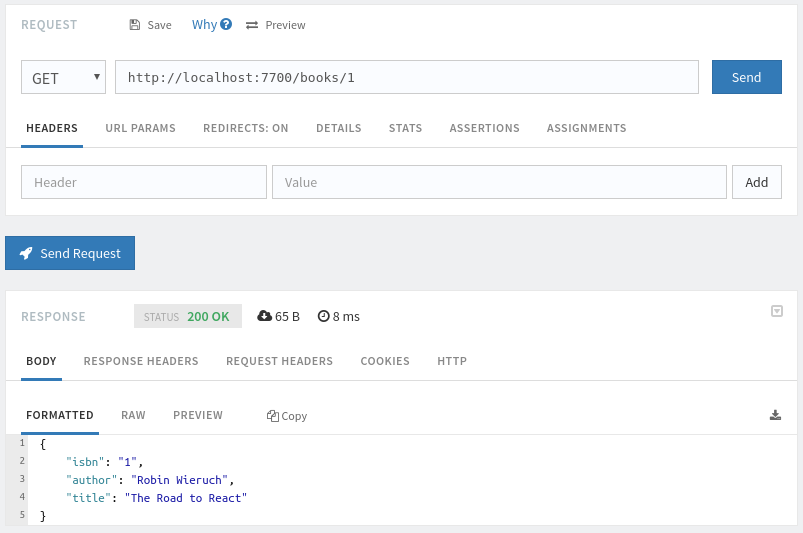 REQUEST Save Why ? Preview
GET http://localhost:7700/books/1 Send
HEADERS URL PARAMS REDIRECTS: ON DETAILS STATS ASSERTIONS ASSIGNMENTS
Header Value Add
Send Request
RESPONSE STATUS 200 OK 65 B 8 ms
BODY RESPONSE HEADERS REQUEST HEADERS COOKIES HTTP
FORMATTED RAW PREVIEW Copy
1 {
2 "isbn": "1",
3 "author": "Robin Wieruch",
4 "title": "The Road to React"
5 }